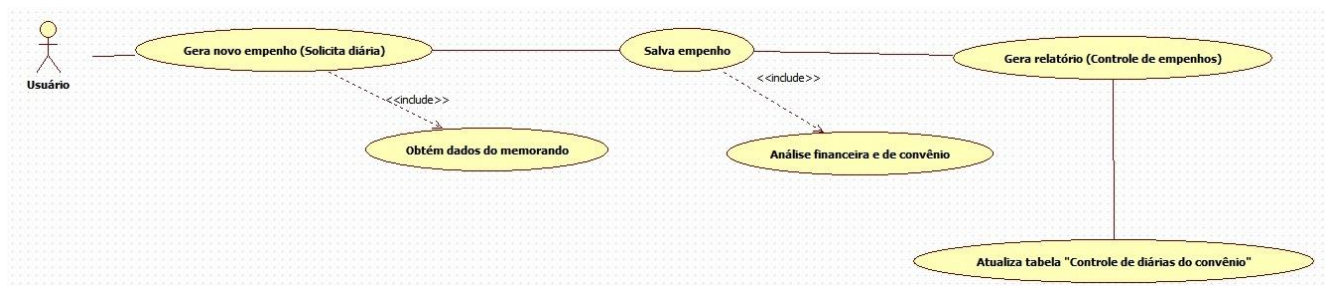 Gera novo empenho (Solicita diária)
Salva empenho
Gera relatório (Controle de empenhos)
Usuário
<<include>>
<<include>>
Obtém dados do memorando
Análise financeira e de convênio
Atualiza tabela "Controle de diárias do convênio"